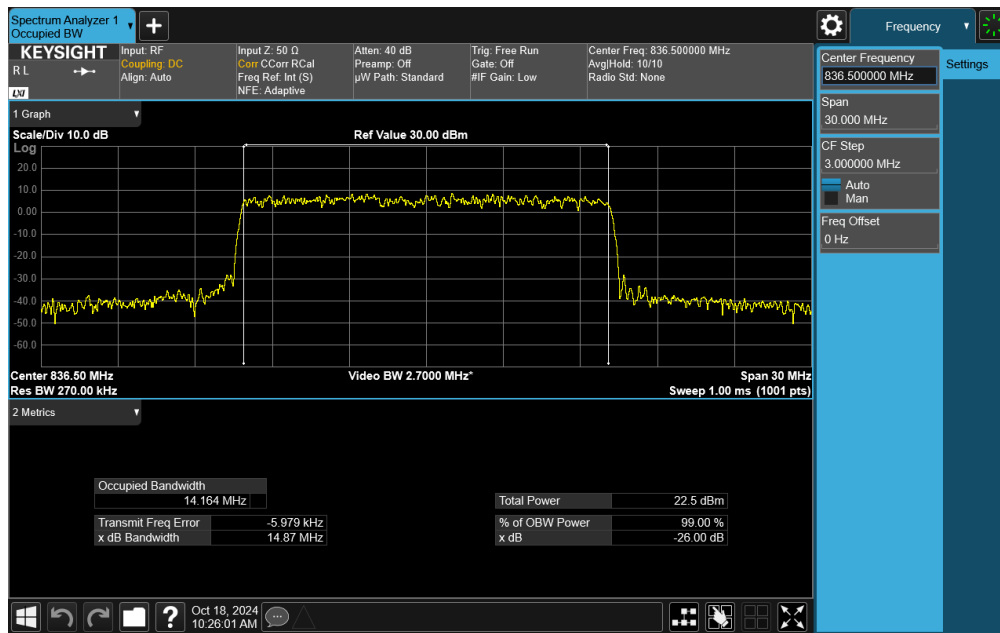 Spectrum Analyzer 1
Occupied BW
Frequency
KEYSIGHT
R L
LXI
Input: RF
Coupling: DC
Align: Auto
Input Z: 50 Ω
Corr CCorr RCal
Freq Ref: Int (S)
NFE: Adaptive
Atten: 40 dB
Preamp: Off
µW Path: Standard
Trig: Free Run
Gate: Off
#IF Gain: Low
Center Freq: 836.500000 MHz
Avg|Hold: 10/10
Radio Std: None
Center Frequency
836.500000 MHz
Settings
Span
30.000 MHz
CF Step
3.000000 MHz
Auto
Man
Freq Offset
0 Hz
1 Graph
Scale/Div 10.0 dB
Ref Value 30.00 dBm
Log
20.0
10.0
0.00
-10.0
-20.0
-30.0
-40.0
-50.0
-60.0
Center 836.50 MHz
Video BW 2.7000 MHz*
Span 30 MHz
Res BW 270.00 kHz
Sweep 1.00 ms (1001 pts)
2 Metrics
Occupied Bandwidth
14.164 MHz
Total Power 22.5 dBm
Transmit Freq Error -5.979 kHz
% of OBW Power 99.00 %
x dB Bandwidth 14.87 MHz
x dB -26.00 dB
Oct 18, 2024
10:26:01 AM